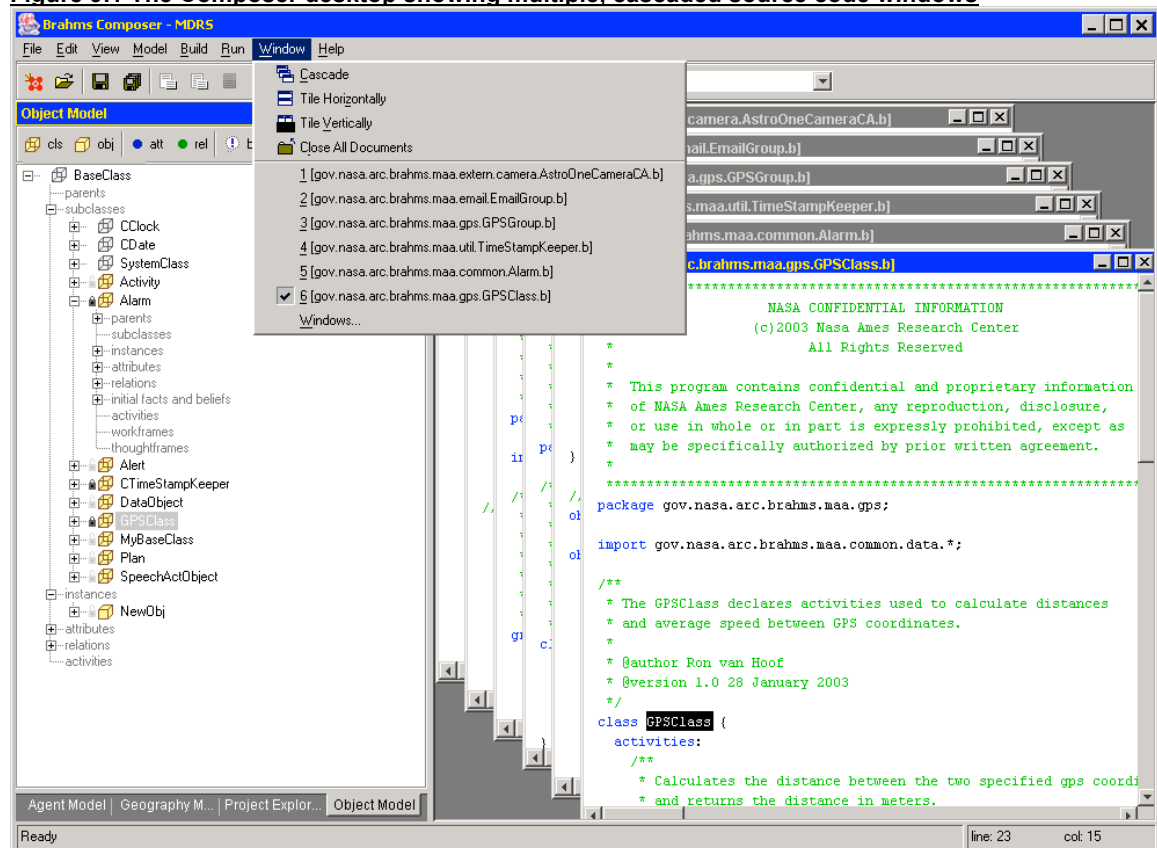 Figure 9.1 The Composer desktop showing multiple, cascaded source code windows
Brahms Composer - MDRS
File Edit View Model Build Run Window Help
Cascade
Tile Horizontally
Tile Vertically
Close All Documents
1 [gov.nasa.arc.brahms.maa.extern.camera.AstroOneCameraCA.b]
2 [gov.nasa.arc.brahms.maa.email.EmailGroup.b]
3 [gov.nasa.arc.brahms.maa.gps.GPSGroup.b]
4 [gov.nasa.arc.brahms.maa.util.TimeStampKeeper.b]
5 [gov.nasa.arc.brahms.maa.common.Alarm.b]
6 [gov.nasa.arc.brahms.maa.gps.GPSClass.b]
Windows...
Object Model
cls obj att rel b
BaseClass
parents
subclasses
CClock
CDate
SystemClass
Activity
Alarm
parents
subclasses
instances
attributes
relations
initial facts and beliefs
activities
workframes
thoughtframes
Alert
CTimeStampKeeper
DataObject
GPSClass
MyBaseClass
Plan
SpeechActObject
instances
NewObj
attributes
relations
activities
Agent Model Geography M... Project Explor... Object Model
camera.AstroOneCameraCA.b]
nail.EmailGroup.b]
a.gps.GPSGroup.b]
s.maa.util.TimeStampKeeper.b]
ahms.maa.common.Alarm.b]
c.brahms.maa.gps.GPSClass.b]
NASA CONFIDENTIAL INFORMATION
(c)2003 Nasa Ames Research Center
* All Rights Reserved
*
* This program contains confidential and proprietary information
* of NASA Ames Research Center, any reproduction, disclosure,
* or use in whole or in part is expressly prohibited, except as
* may be specifically authorized by prior written agreement.
*
package gov.nasa.arc.brahms.maa.gps;
import gov.nasa.arc.brahms.maa.common.data.*;
/**
* The GPSClass declares activities used to calculate distances
* and average speed between GPS coordinates.
*
* @author Ron van Hoof
* @version 1.0 28 January 2003
*/
class GPSClass {
activities:
/**
* Calculates the distance between the two specified gps coordi
* and returns the distance in meters.
Ready
line: 23 col: 15